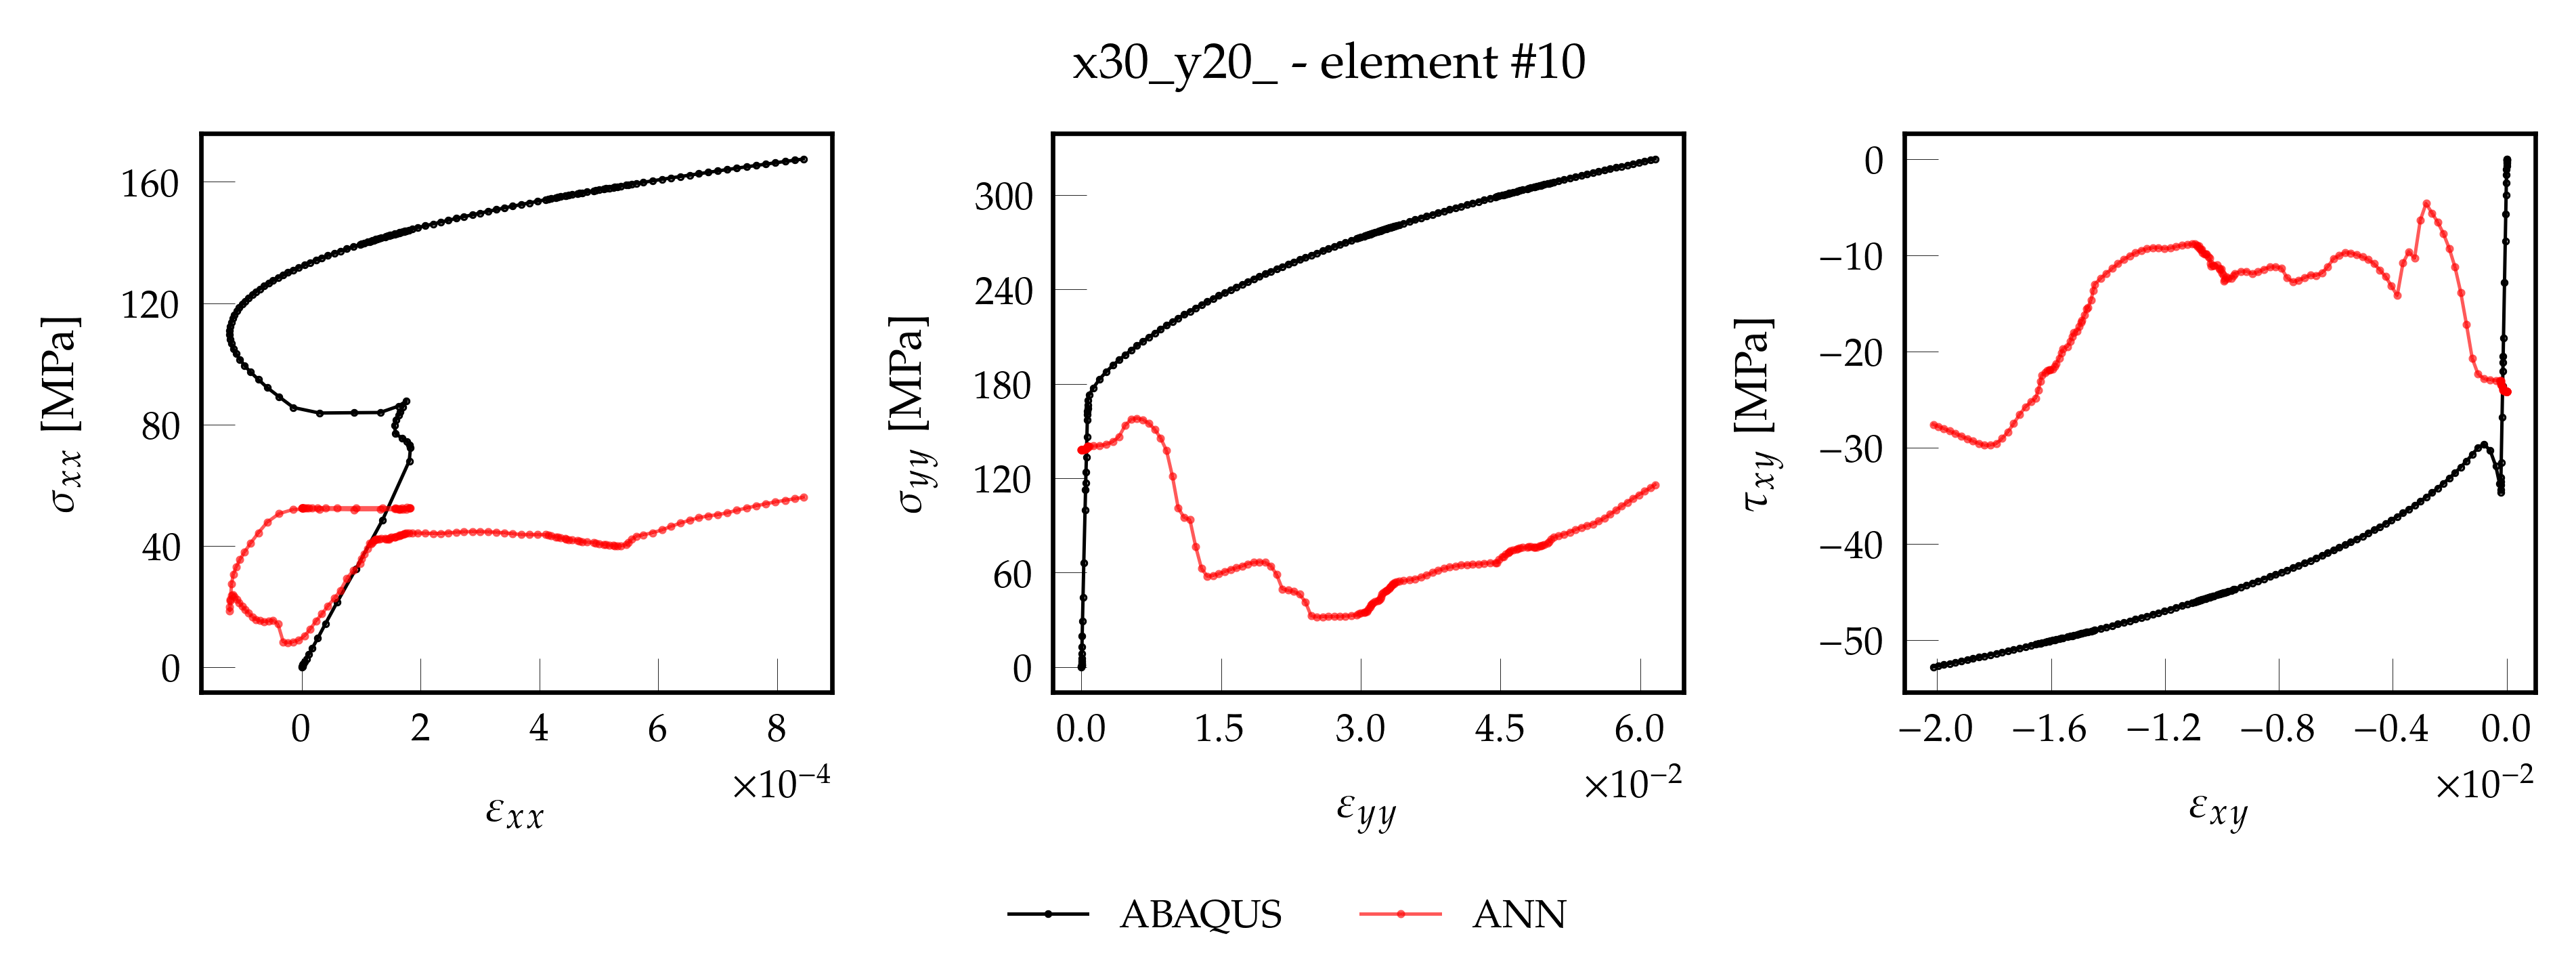 x30_y20_ - element #10
σxx [MPa]
160
120
80
40
0
0 2 4 6 8
×10⁻⁴
εxx
σyy [MPa]
300
240
180
120
60
0
0.0 1.5 3.0 4.5 6.0
×10⁻²
εyy
τxy [MPa]
0
−10
−20
−30
−40
−50
−2.0 −1.6 −1.2 −0.8 −0.4 0.0
×10⁻²
εxy
ABAQUS ANN